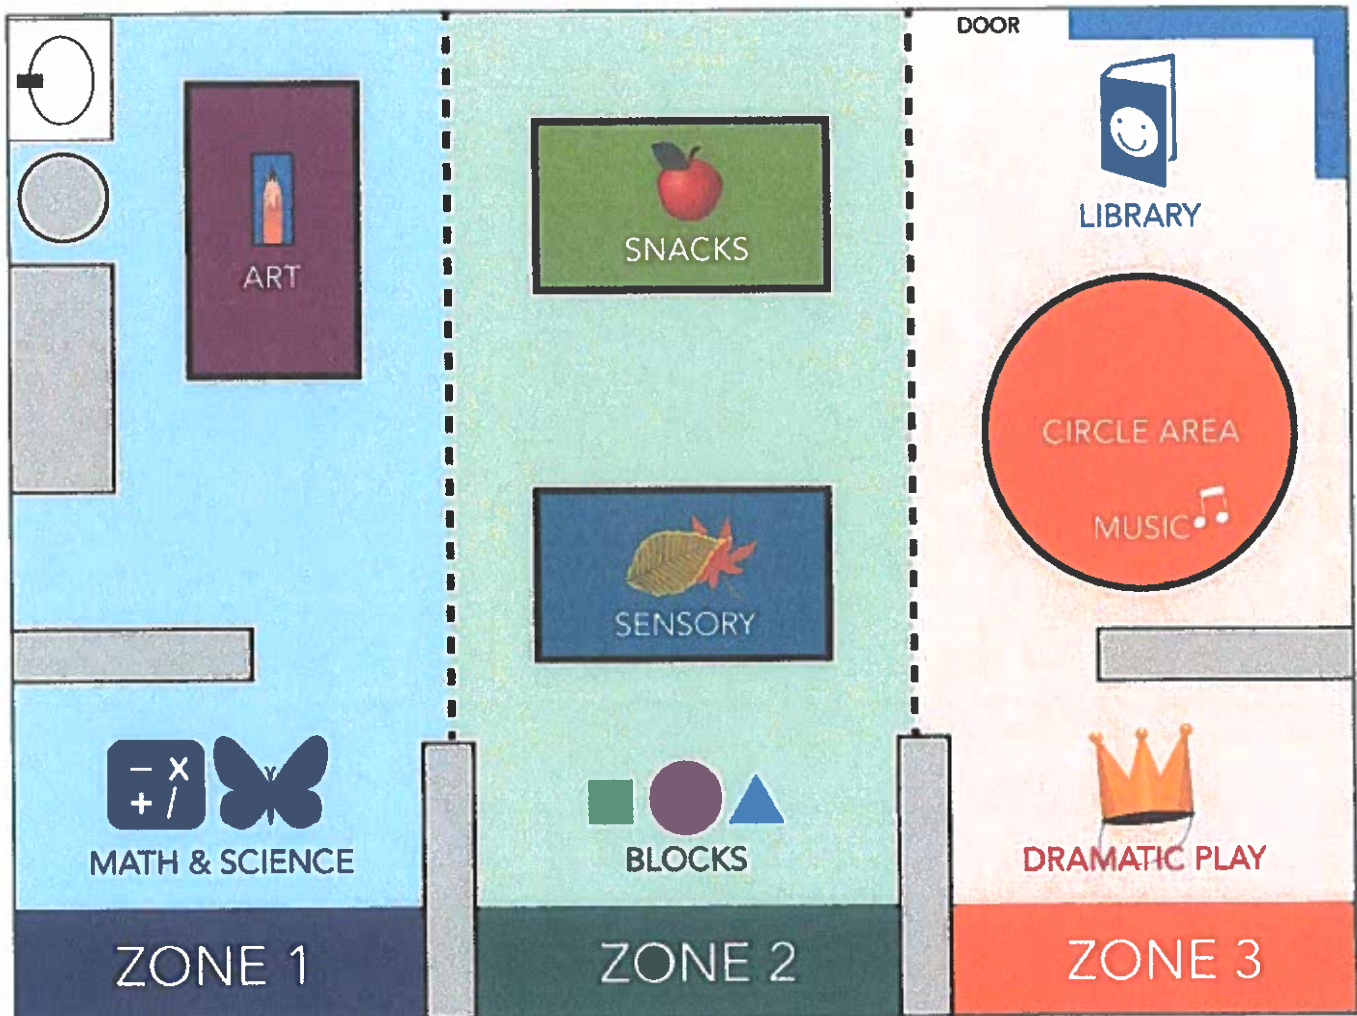 DOOR
LIBRARY
ART
SNACKS
CIRCLE AREA
MUSIC
SENSORY
− x
+ /
MATH & SCIENCE
BLOCKS
DRAMATIC PLAY
ZONE 1
ZONE 2
ZONE 3